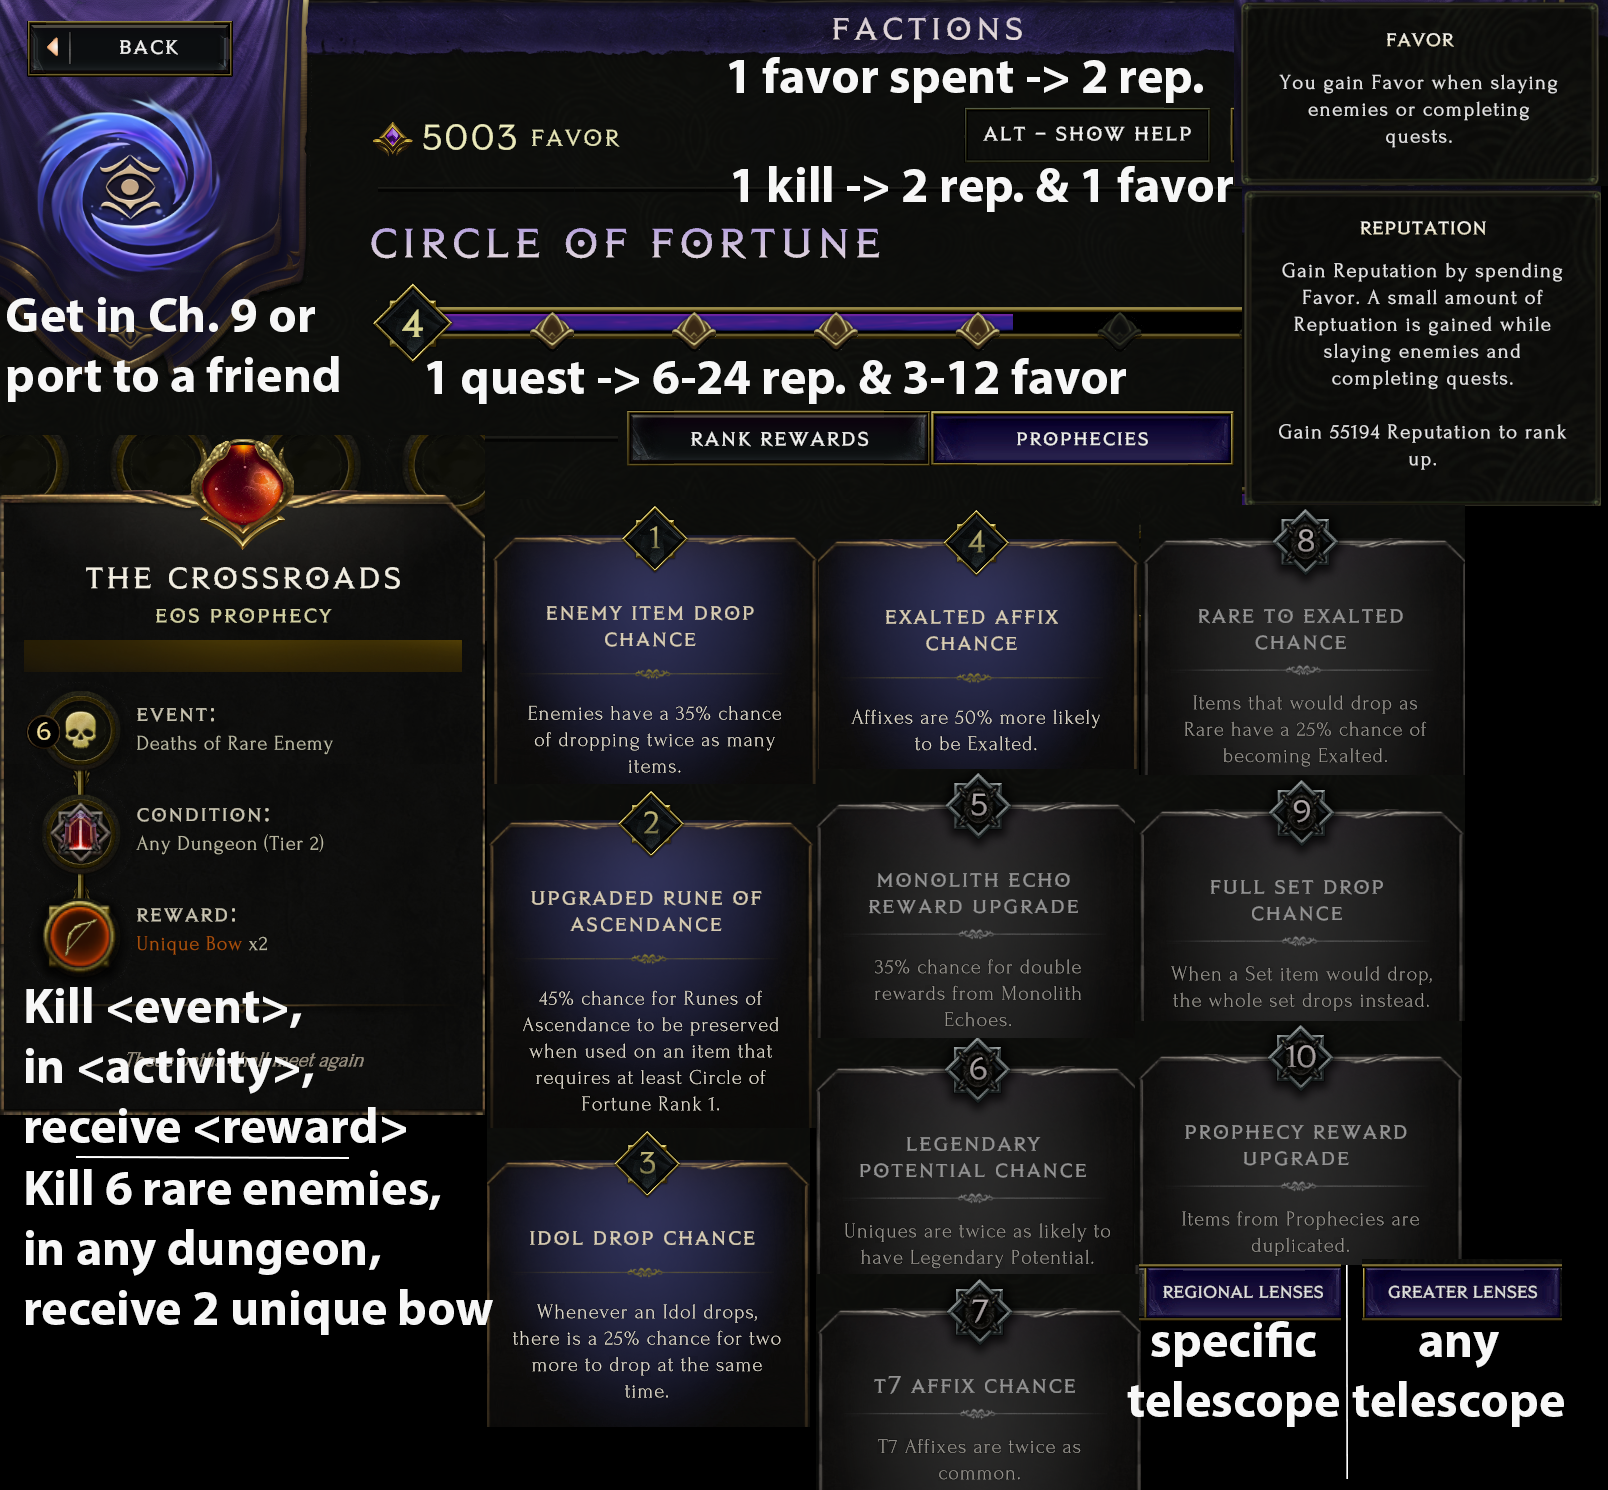 BACK
FACTIONS
1 favor spent -> 2 rep.
5003 FAVOR
ALT - SHOW HELP
1 kill -> 2 rep. & 1 favor
CIRCLE OF FORTUNE
4
Get in Ch. 9 or
port to a friend
1 quest -> 6-24 rep. & 3-12 favor
RANK REWARDS
PROPHECIES
FAVOR
You gain Favor when slaying
enemies or completing
quests.
REPUTATION
Gain Reputation by spending
Favor. A small amount of
Reptuation is gained while
slaying enemies and
completing quests.
Gain 55194 Reputation to rank
up.
THE CROSSROADS
EOS PROPHECY
6
EVENT:
Deaths of Rare Enemy
CONDITION:
Any Dungeon (Tier 2)
REWARD:
Unique Bow x2
Kill <event>,
in <activity>,
meet again
receive <reward>
Kill 6 rare enemies,
in any dungeon,
receive 2 unique bow
1
ENEMY ITEM DROP
CHANCE
Enemies have a 35% chance
of dropping twice as many
items.
2
UPGRADED RUNE OF
ASCENDANCE
45% chance for Runes of
Ascendance to be preserved
when used on an item that
requires at least Circle of
Fortune Rank 1.
3
IDOL DROP CHANCE
Whenever an Idol drops,
there is a 25% chance for two
more to drop at the same
time.
4
EXALTED AFFIX
CHANCE
Affixes are 50% more likely
to be Exalted.
5
MONOLITH ECHO
REWARD UPGRADE
35% chance for double
rewards from Monolith
Echoes.
6
LEGENDARY
POTENTIAL CHANCE
Uniques are twice as likely to
have Legendary Potential.
7
T7 AFFIX CHANCE
T7 Affixes are twice as
common.
8
RARE TO EXALTED
CHANCE
Items that would drop as
Rare have a 25% chance of
becoming Exalted.
9
FULL SET DROP
CHANCE
When a Set item would drop,
the whole set drops instead.
10
PROPHECY REWARD
UPGRADE
Items from Prophecies are
duplicated.
REGIONAL LENSES
specific
telescope
GREATER LENSES
any
telescope